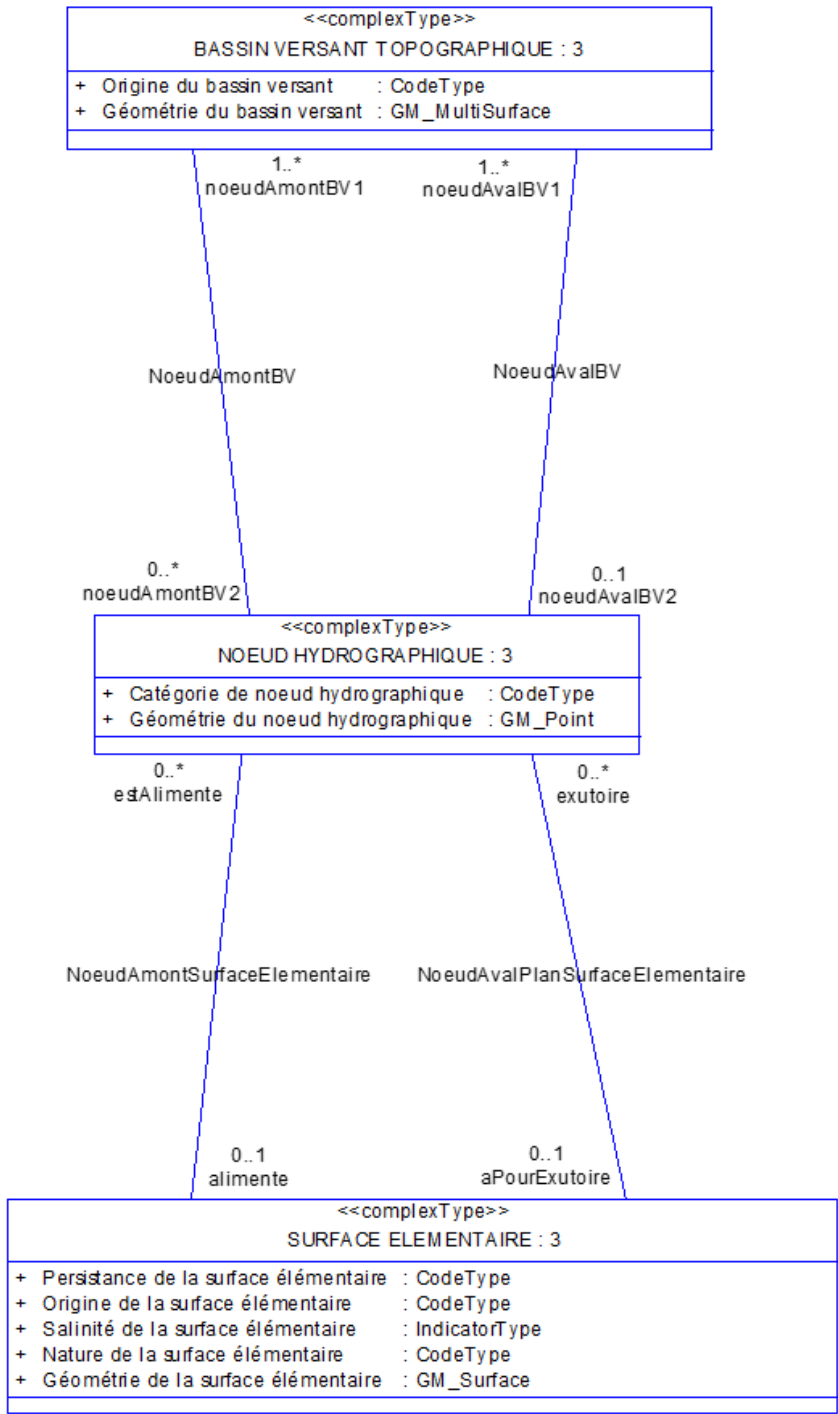 <<complexType>>
BASSIN VERSANT TOPOGRAPHIQUE : 3
+ Origine du bassin versant : CodeType
+ Géométrie du bassin versant : GM_MultiSurface
1..* 1..*
noeudAmontBV1 noeudAvalBV1
NoeudAmontBV NoeudAvalBV
0..* 0..1
noeudAmontBV2 noeudAvalBV2
<<complexType>>
NOEUD HYDROGRAPHIQUE : 3
+ Catégorie de noeud hydrographique : CodeType
+ Géométrie du noeud hydrographique : GM_Point
0..* 0..*
estAlimente exutoire
NoeudAmontSurfaceElementaire NoeudAvalPlanSurfaceElementaire
0..1 0..1
alimente aPourExutoire
<<complexType>>
SURFACE ELEMENTAIRE : 3
+ Persistance de la surface élémentaire : CodeType
+ Origine de la surface élémentaire : CodeType
+ Salinité de la surface élémentaire : IndicatorType
+ Nature de la surface élémentaire : CodeType
+ Géométrie de la surface élémentaire : GM_Surface